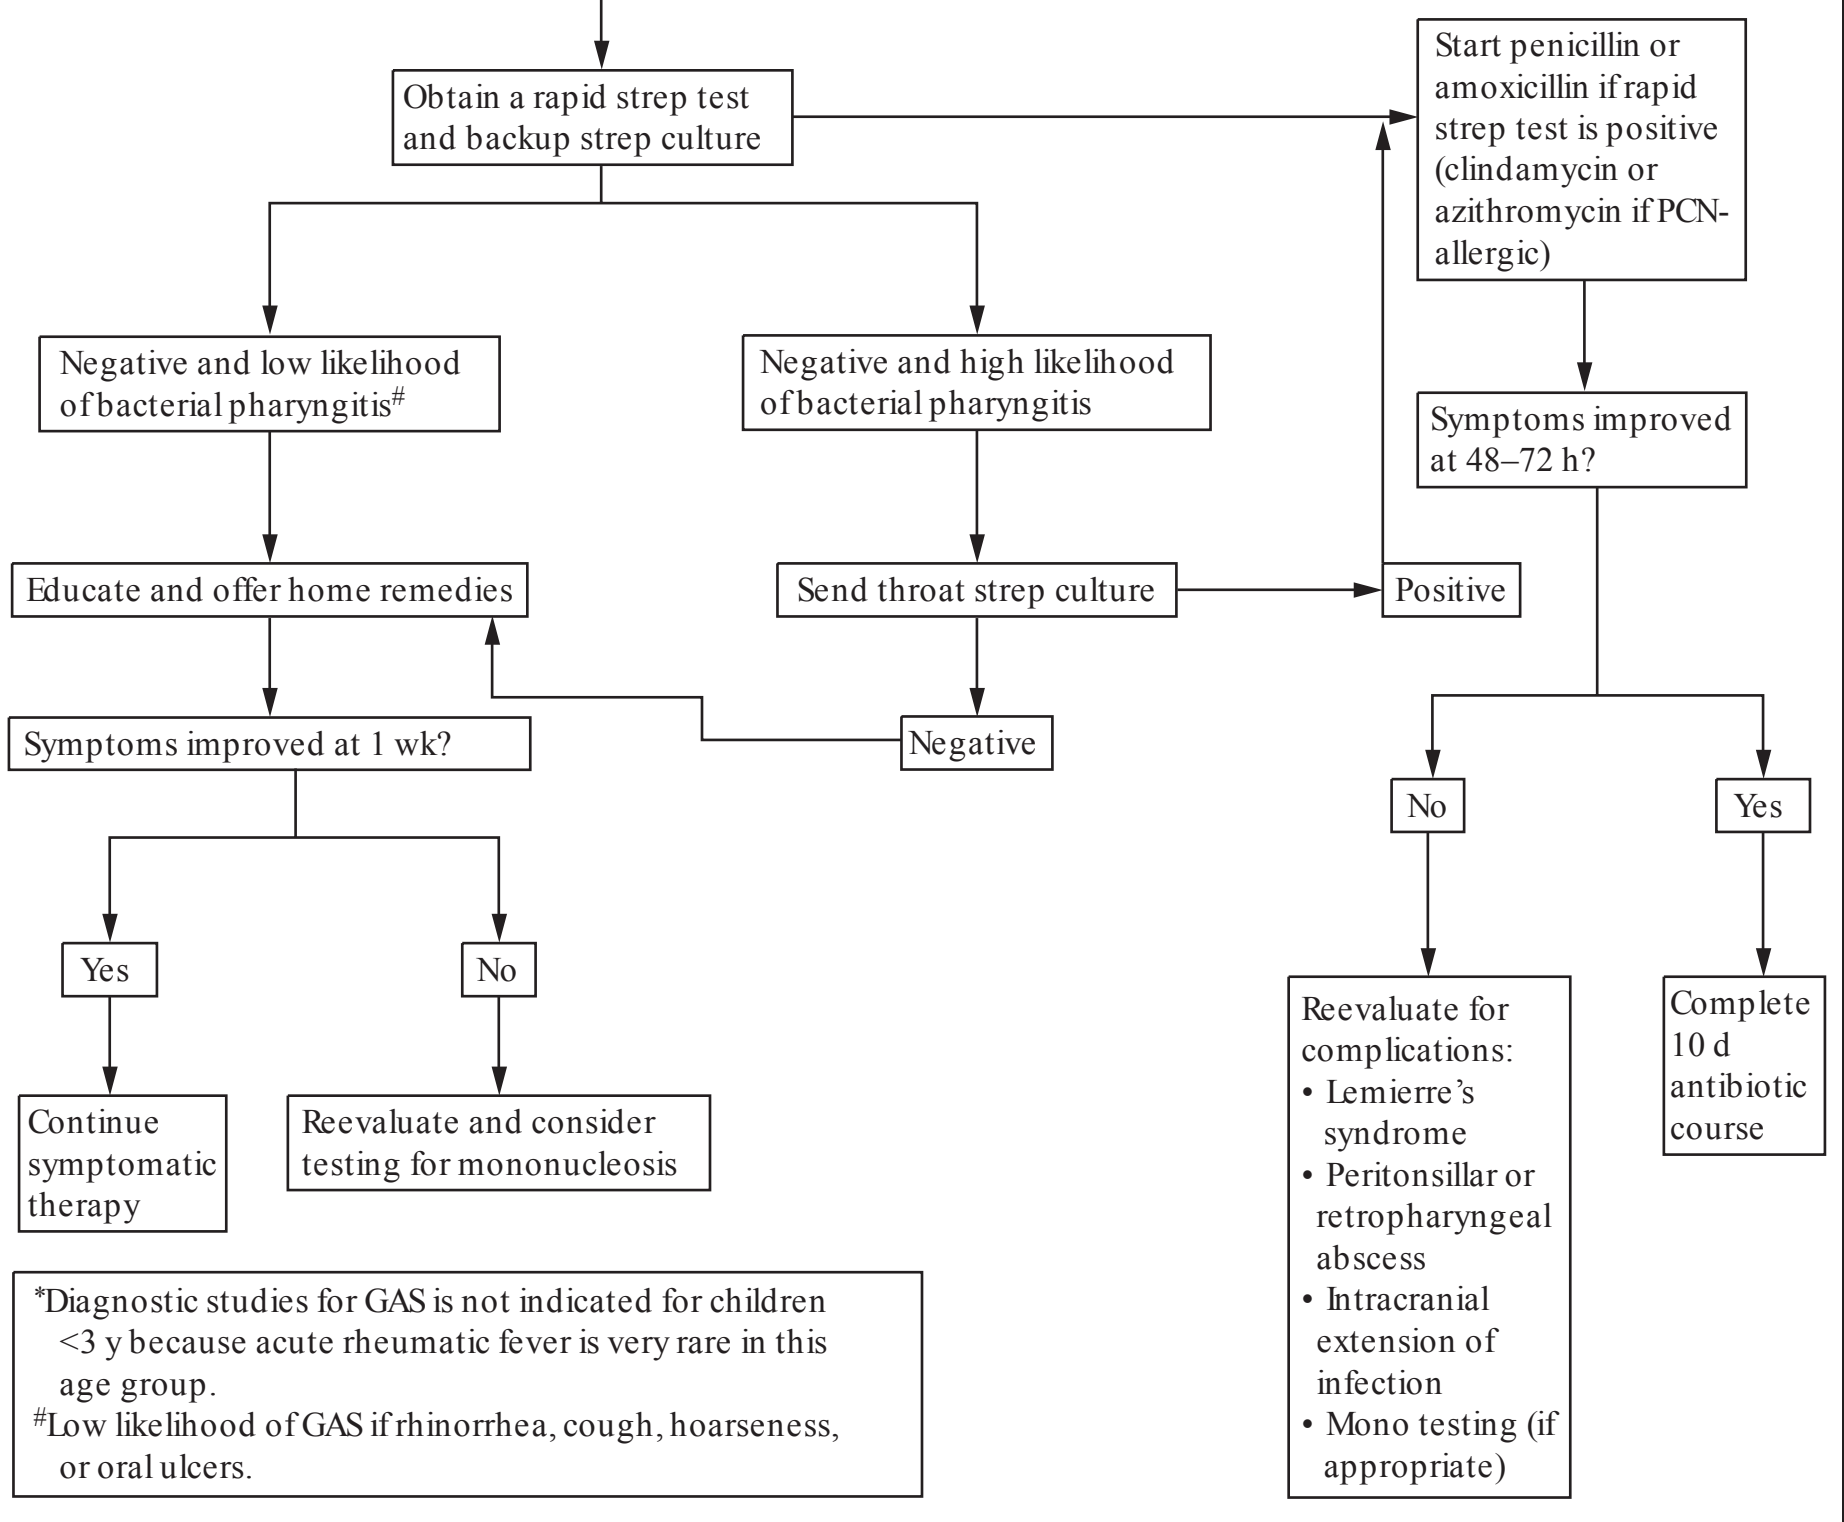 Obtain a rapid strep test
and backup strep culture
Start penicillin or
amoxicillin if rapid
strep test is positive
(clindamycin or
azithromycin if PCN-
allergic)
Negative and low likelihood
of bacterial pharyngitis#
Negative and high likelihood
of bacterial pharyngitis
Symptoms improved
at 48–72 h?
Educate and offer home remedies
Send throat strep culture
Positive
Symptoms improved at 1 wk?
Negative
No
Yes
Yes
No
Reevaluate for
complications:
• Lemierre's
syndrome
• Peritonsillar or
retropharyngeal
abscess
• Intracranial
extension of
infection
• Mono testing (if
appropriate)
Complete
10 d
antibiotic
course
Continue
symptomatic
therapy
Reevaluate and consider
testing for mononucleosis
*Diagnostic studies for GAS is not indicated for children
<3 y because acute rheumatic fever is very rare in this
age group.
#Low likelihood of GAS if rhinorrhea, cough, hoarseness,
or oral ulcers.